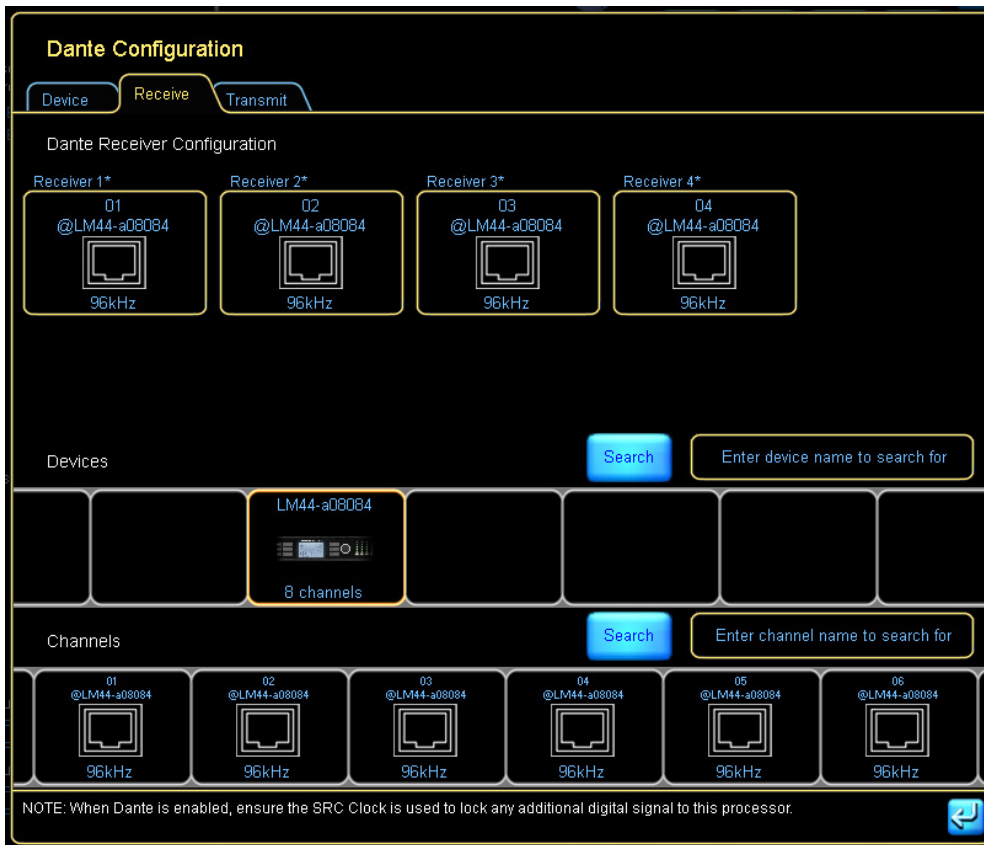 Dante Configuration
Device
Receive
Transmit
Dante Receiver Configuration
Receiver 1*
Receiver 2*
Receiver 3*
Receiver 4*
01
@LM44-a08084
96kHz
02
@LM44-a08084
96kHz
03
@LM44-a08084
96kHz
04
@LM44-a08084
96kHz
Devices
Search
Enter device name to search for
LM44-a08084
8 channels
Channels
Search
Enter channel name to search for
01
@LM44-a08084
96kHz
02
@LM44-a08084
96kHz
03
@LM44-a08084
96kHz
04
@LM44-a08084
96kHz
05
@LM44-a08084
96kHz
06
@LM44-a08084
96kHz
NOTE: When Dante is enabled, ensure the SRC Clock is used to lock any additional digital signal to this processor.